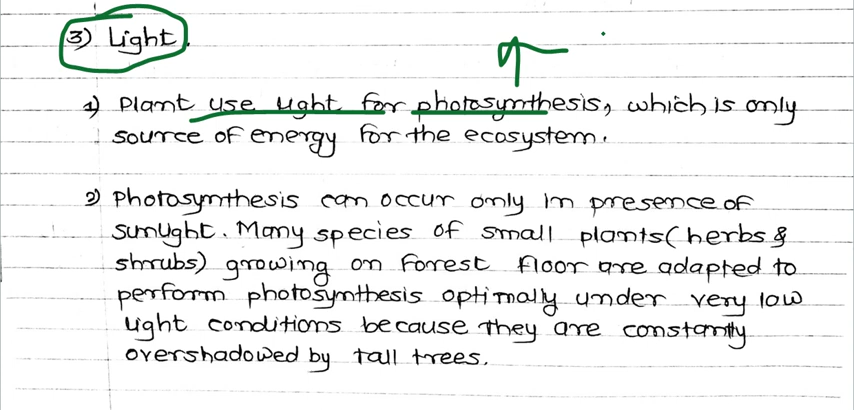 3) Light.
1) Plant use light for photosynthesis, which is only
source of energy for the ecosystem.
2) Photosynthesis can occur only in presence of
sunlight. Many species of small plants (herbs &
shrubs) growing on forest floor are adapted to
perform photosynthesis optimally under very low
light conditions because they are constantly
overshadowed by tall trees.